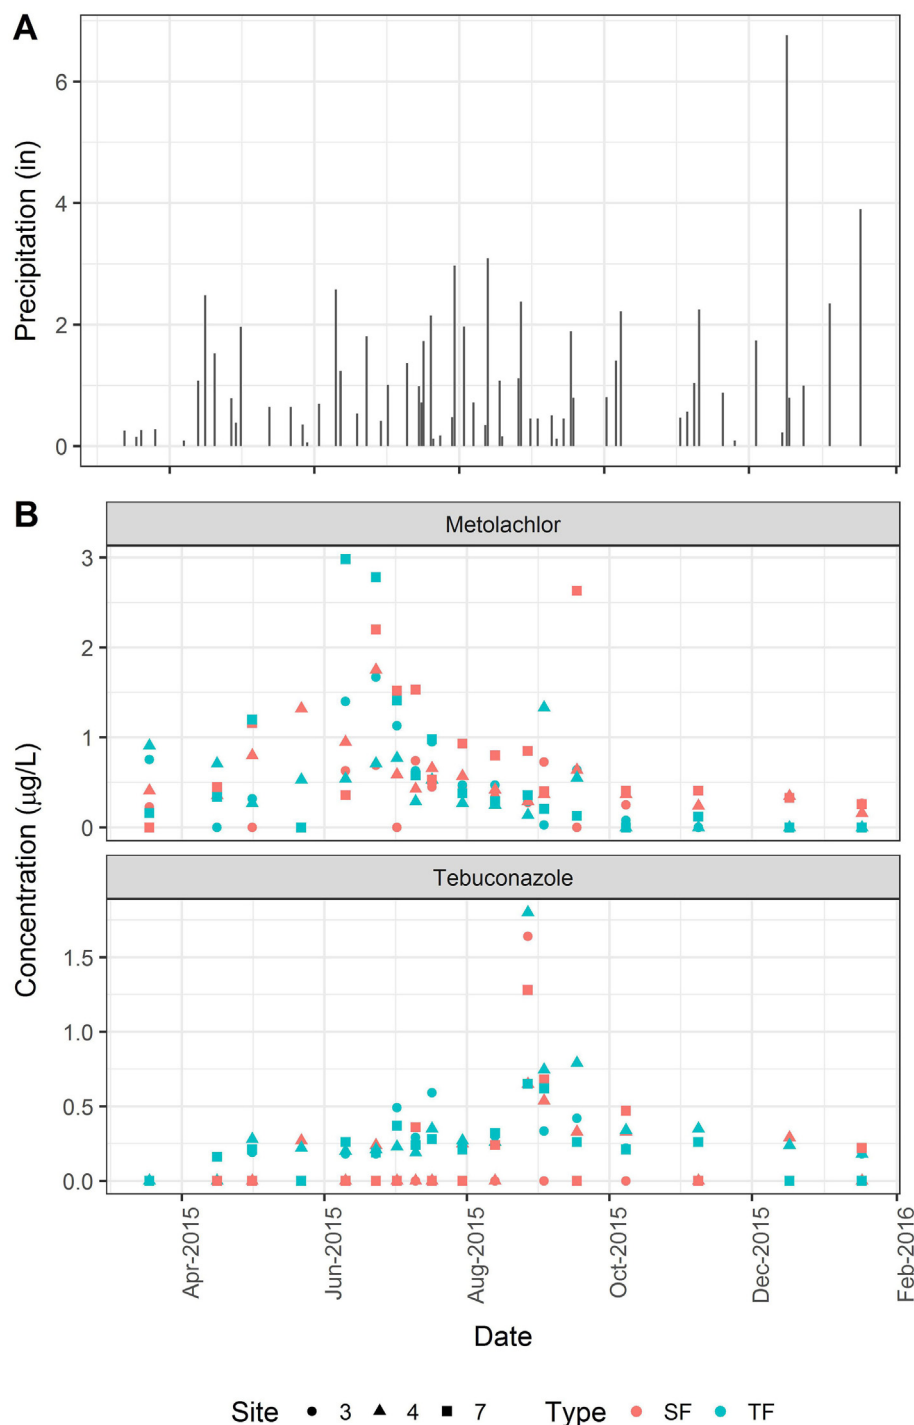 A
Precipitation (in)
6
4
2
0
B
Metolachlor
Concentration (µg/L)
3
2
1
0
Tebuconazole
1.5
1.0
0.5
0.0
Apr-2015
Jun-2015
Aug-2015
Oct-2015
Dec-2015
Feb-2016
Date
Site 3 4 7 Type SF TF